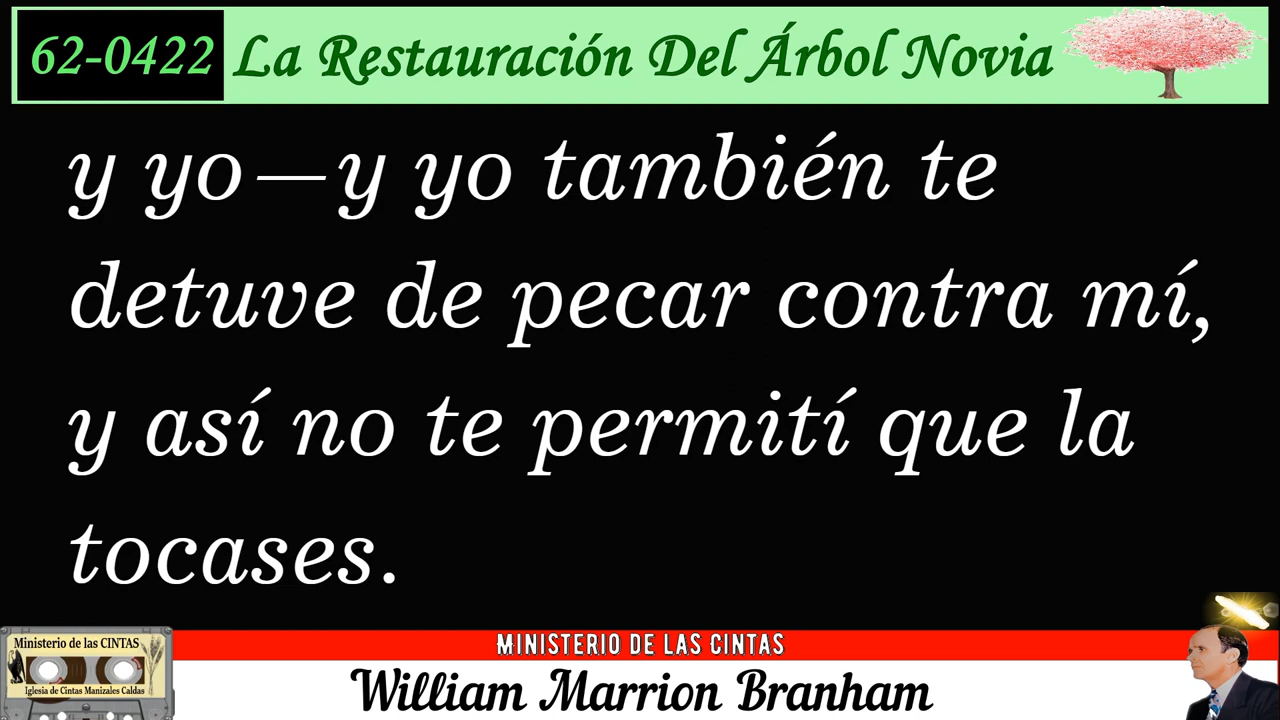 62-0422 La Restauración Del Árbol Novia
y yo—y yo también te
detuve de pecar contra mí,
y así no te permití que la
tocases.
MINISTERIO DE LAS CINTAS
Ministerio de las CINTAS
Iglesia de Cintas Manizales Caldas
William Marrion Branham